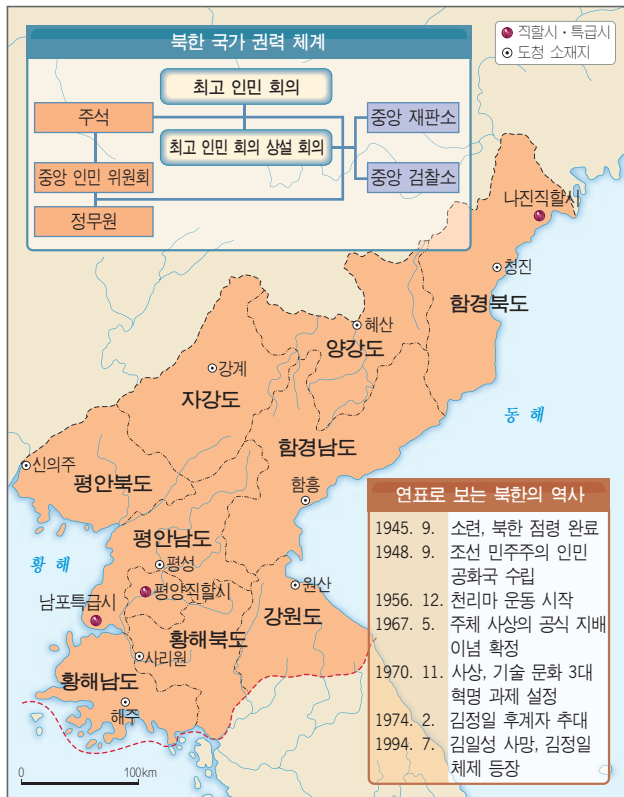 북한 국가 권력 체계
최고 인민 회의
주석
중앙 재판소
최고 인민 회의 상설 회의
중앙 인민 위원회
중앙 검찰소
정무원
직할시·특급시
도청 소재지
나진직할시
청진
함경북도
혜산
양강도
강계
자강도
동해
함경남도
신의주
평안북도
함흥
평안남도
황해
평성
원산
평양직할시
남포특급시
강원도
황해북도
사리원
황해남도
해주
0 100km
연표로 보는 북한의 역사
1945. 9. 소련, 북한 점령 완료
1948. 9. 조선 민주주의 인민
공화국 수립
1956. 12. 천리마 운동 시작
1967. 5. 주체 사상의 공식 지배
이념 확정
1970. 11. 사상, 기술 문화 3대
혁명 과제 설정
1974. 2. 김정일 후계자 추대
1994. 7. 김일성 사망, 김정일
체제 등장